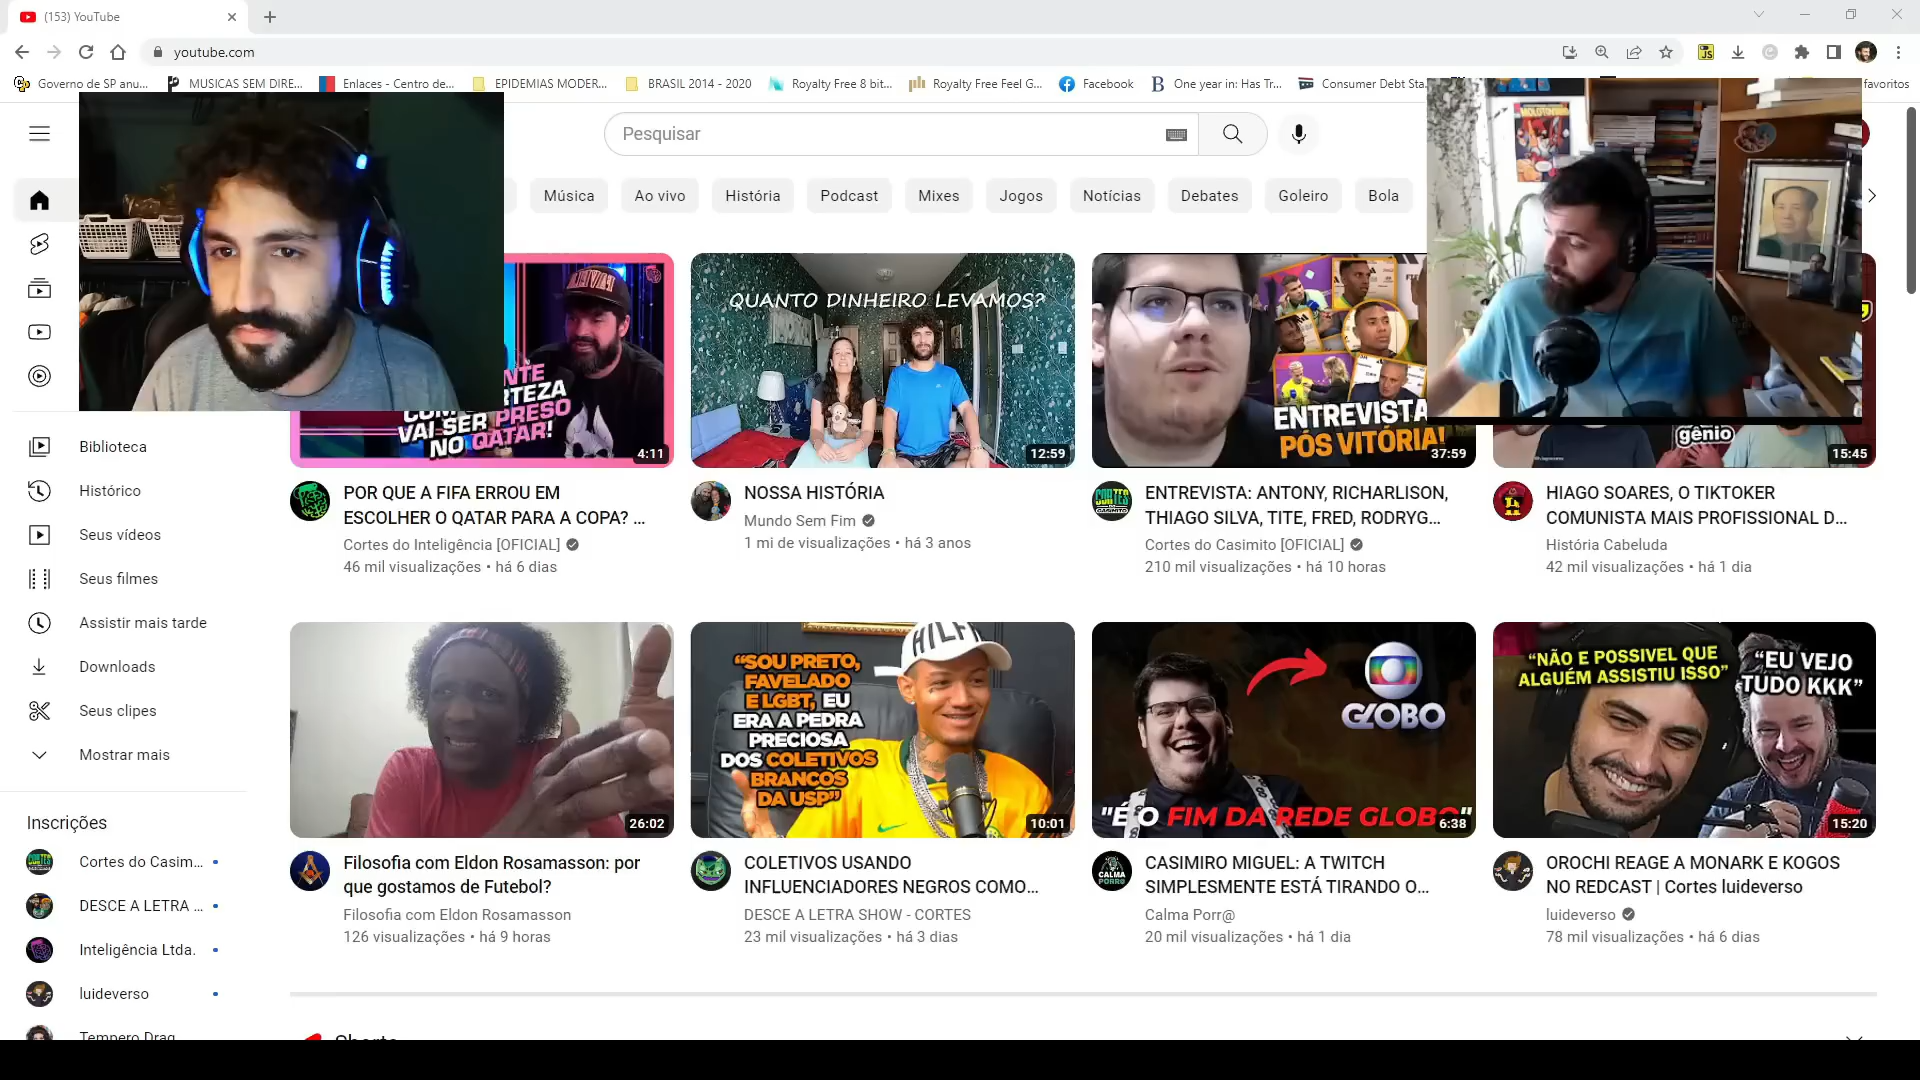 (153) YouTube
youtube.com
Governo de SP anu...
MUSICAS SEM DIRE...
Enlaces - Centro de...
EPIDEMIAS MODER...
BRASIL 2014 - 2020
Royalty Free 8 bit...
Royalty Free Feel G...
Facebook
One year in: Has Tr...
Consumer Debt Sta...
favoritos
Pesquisar
Música
Ao vivo
História
Podcast
Mixes
Jogos
Notícias
Debates
Goleiro
Bola
VAI SER PRESO
NO QATAR!
4:11
QUANTO DINHEIRO LEVAMOS?
12:59
ENTREVISTA
PÓS VITÓRIA!
37:59
gênio
15:45
POR QUE A FIFA ERROU EM
ESCOLHER O QATAR PARA A COPA? ...
Cortes do Inteligência [OFICIAL]
46 mil visualizações • há 6 dias
NOSSA HISTÓRIA
Mundo Sem Fim
1 mi de visualizações • há 3 anos
ENTREVISTA: ANTONY, RICHARLISON,
THIAGO SILVA, TITE, FRED, RODRYG...
Cortes do Casimito [OFICIAL]
210 mil visualizações • há 10 horas
HIAGO SOARES, O TIKTOKER
COMUNISTA MAIS PROFISSIONAL D...
História Cabeluda
42 mil visualizações • há 1 dia
Biblioteca
Histórico
Seus vídeos
Seus filmes
Assistir mais tarde
Downloads
Seus clipes
Mostrar mais
Inscrições
Cortes do Casim...
DESCE A LETRA ...
Inteligência Ltda.
luideverso
Tempero Drag
26:02
"SOU PRETO,
FAVELADO
E LGBT, EU
ERA A PEDRA
PRECIOSA
DOS COLETIVOS
BRANCOS
DA USP"
10:01
GLOBO
"É O FIM DA REDE GLOBO"
6:38
"NÃO E POSSIVEL QUE
ALGUÉM ASSISTIU ISSO"
"EU VEJO
TUDO KKK"
15:20
Filosofia com Eldon Rosamasson: por
que gostamos de Futebol?
Filosofia com Eldon Rosamasson
126 visualizações • há 9 horas
COLETIVOS USANDO
INFLUENCIADORES NEGROS COMO...
DESCE A LETRA SHOW - CORTES
23 mil visualizações • há 3 dias
CASIMIRO MIGUEL: A TWITCH
SIMPLESMENTE ESTÁ TIRANDO O...
Calma Porr@
20 mil visualizações • há 1 dia
OROCHI REAGE A MONARK E KOGOS
NO REDCAST | Cortes luideverso
luideverso
78 mil visualizações • há 6 dias
Shorts